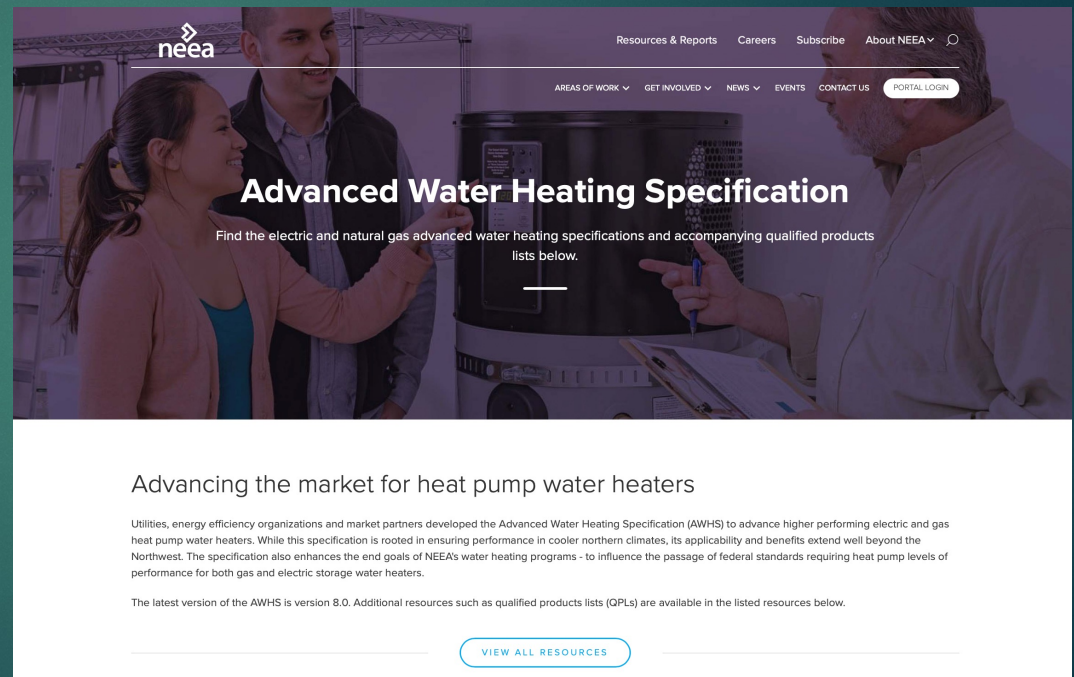 neea
Resources & Reports Careers Subscribe About NEEA
AREAS OF WORK GET INVOLVED NEWS EVENTS CONTACT US PORTAL LOGIN
Advanced Water Heating Specification
Find the electric and natural gas advanced water heating specifications and accompanying qualified products
lists below.
Advancing the market for heat pump water heaters
Utilities, energy efficiency organizations and market partners developed the Advanced Water Heating Specification (AWHS) to advance higher performing electric and gas
heat pump water heaters. While this specification is rooted in ensuring performance in cooler northern climates, its applicability and benefits extend well beyond the
Northwest. The specification also enhances the end goals of NEEA's water heating programs - to influence the passage of federal standards requiring heat pump levels of
performance for both gas and electric storage water heaters.
The latest version of the AWHS is version 8.0. Additional resources such as qualified products lists (QPLs) are available in the listed resources below.
VIEW ALL RESOURCES